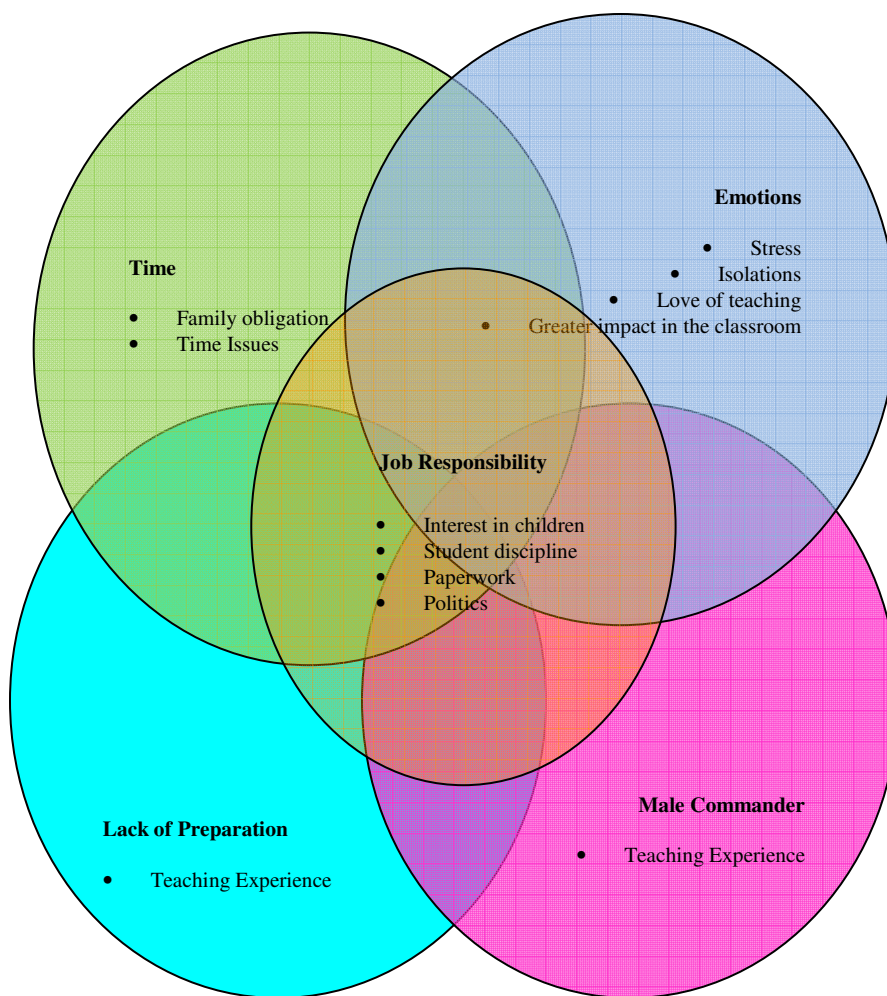 Emotions
• Stress
• Isolations
• Love of teaching
• Greater impact in the classroom
Time
• Family obligation
• Time Issues
Job Responsibility
• Interest in children
• Student discipline
• Paperwork
• Politics
Male Commander
• Teaching Experience
Lack of Preparation
• Teaching Experience